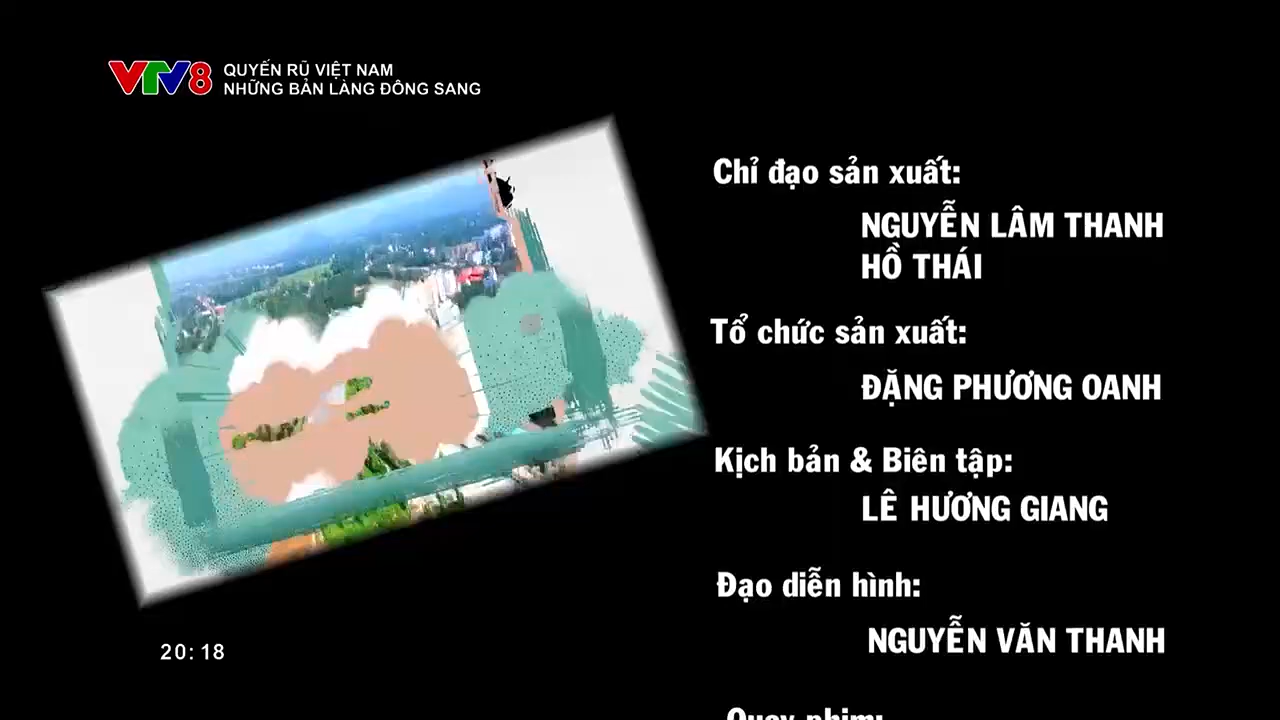 VTV8
QUYẾN RŨ VIỆT NAM
NHỮNG BẢN LÀNG ĐÔNG SANG
Chỉ đạo sản xuất:
NGUYỄN LÂM THANH
HỒ THÁI
Tổ chức sản xuất:
ĐẶNG PHƯƠNG OANH
Kịch bản & Biên tập:
LÊ HƯƠNG GIANG
Đạo diễn hình:
NGUYỄN VĂN THANH
Quay phim:
20:18